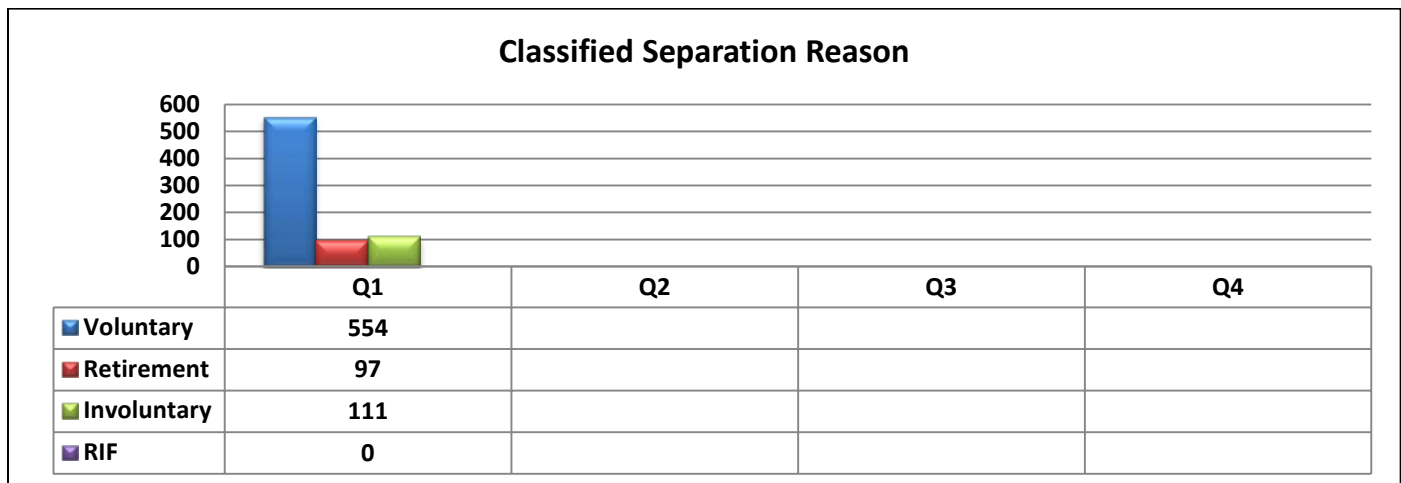 Classified Separation Reason
600
500
400
300
200
100
0
Q1 Q2 Q3 Q4
Voluntary 554
Retirement 97
Involuntary 111
RIF 0